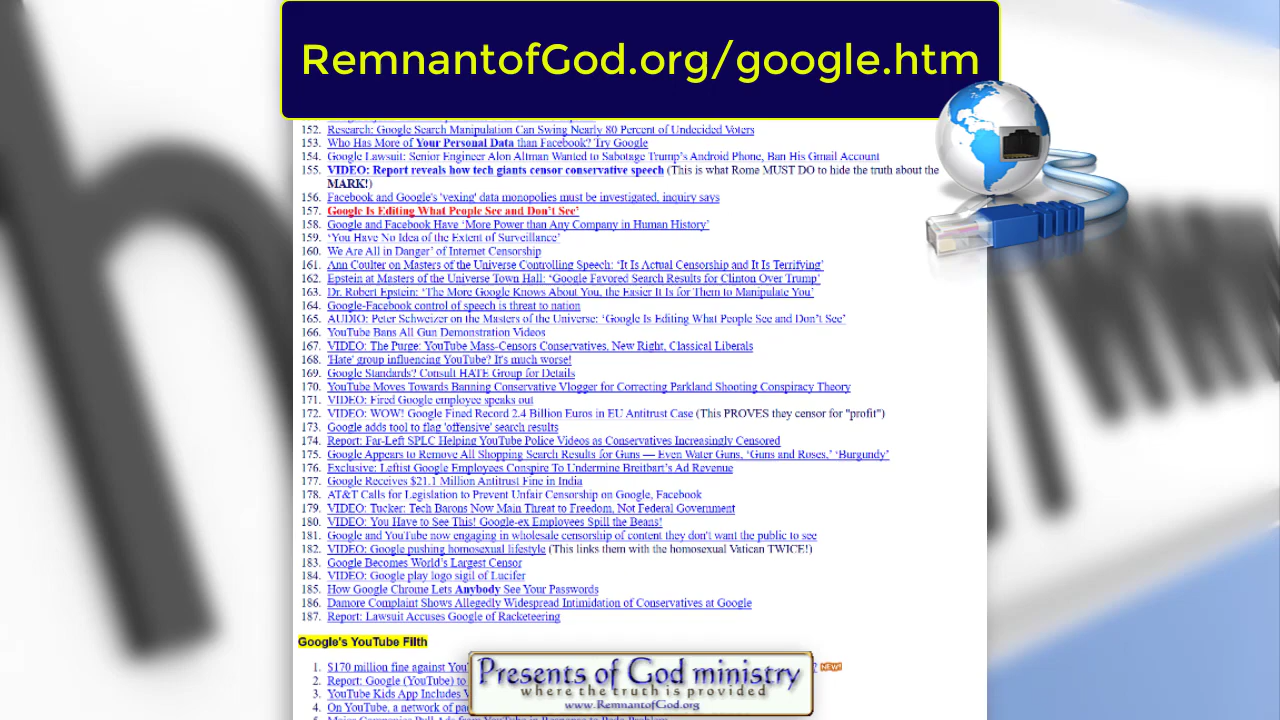 RemnantofGod.org/google.htm
152. Research: Google Search Manipulation Can Swing Nearly 80 Percent of Undecided Voters
153. Who Has More of Your Personal Data than Facebook? Try Google
154. Google Lawsuit: Senior Engineer Alon Altman Wanted to Sabotage Trump's Android Phone, Ban His Gmail Account
155. VIDEO: Report reveals how tech giants censor conservative speech (This is what Rome MUST DO to hide the truth about the
MARK!)
156. Facebook and Google's 'vexing' data monopolies must be investigated, inquiry says
157. Google Is Editing What People See and Don't See'
158. Google and Facebook Have 'More Power than Any Company in Human History'
159. 'You Have No Idea of the Extent of Surveillance'
160. We Are All in Danger' of Internet Censorship
161. Ann Coulter on Masters of the Universe Controlling Speech: 'It Is Actual Censorship and It Is Terrifying'
162. Epstein at Masters of the Universe Town Hall: 'Google Favored Search Results for Clinton Over Trump'
163. Dr. Robert Epstein: 'The More Google Knows About You, the Easier It Is for Them to Manipulate You'
164. Google-Facebook control of speech is threat to nation
165. AUDIO: Peter Schweizer on the Masters of the Universe: 'Google Is Editing What People See and Don't See'
166. YouTube Bans All Gun Demonstration Videos
167. VIDEO: The Purge: YouTube Mass-Censors Conservatives, New Right, Classical Liberals
168. 'Hate' group influencing YouTube? It's much worse!
169. Google Standards? Consult HATE Group for Details
170. YouTube Moves Towards Banning Conservative Vlogger for Correcting Parkland Shooting Conspiracy Theory
171. VIDEO: Fired Google employee speaks out
172. VIDEO: WOW! Google Fined Record 2.4 Billion Euros in EU Antitrust Case (This PROVES they censor for "profit")
173. Google adds tool to flag 'offensive' search results
174. Report: Far-Left SPLC Helping YouTube Police Videos as Conservatives Increasingly Censored
175. Google Appears to Remove All Shopping Search Results for Guns — Even Water Guns, 'Guns and Roses,' 'Burgundy'
176. Exclusive: Leftist Google Employees Conspire To Undermine Breitbart's Ad Revenue
177. Google Receives $21.1 Million Antitrust Fine in India
178. AT&T Calls for Legislation to Prevent Unfair Censorship on Google, Facebook
179. VIDEO: Tucker: Tech Barons Now Main Threat to Freedom, Not Federal Government
180. VIDEO: You Have to See This! Google-ex Employees Spill the Beans!
181. Google and YouTube now engaging in wholesale censorship of content they don't want the public to see
182. VIDEO: Google pushing homosexual lifestyle (This links them with the homosexual Vatican TWICE!)
183. Google Becomes World's Largest Censor
184. VIDEO: Google play logo sigil of Lucifer
185. How Google Chrome Lets Anybody See Your Passwords
186. Damore Complaint Shows Allegedly Widespread Intimidation of Conservatives at Google
187. Report: Lawsuit Accuses Google of Racketeering
Google's YouTube Filth
1. $170 million fine against You NEW!
2. Report: Google (YouTube) to
3. YouTube Kids App Includes
4. On YouTube, a network of
Presents of God ministry
where the truth is provided
www.RemnantofGod.org